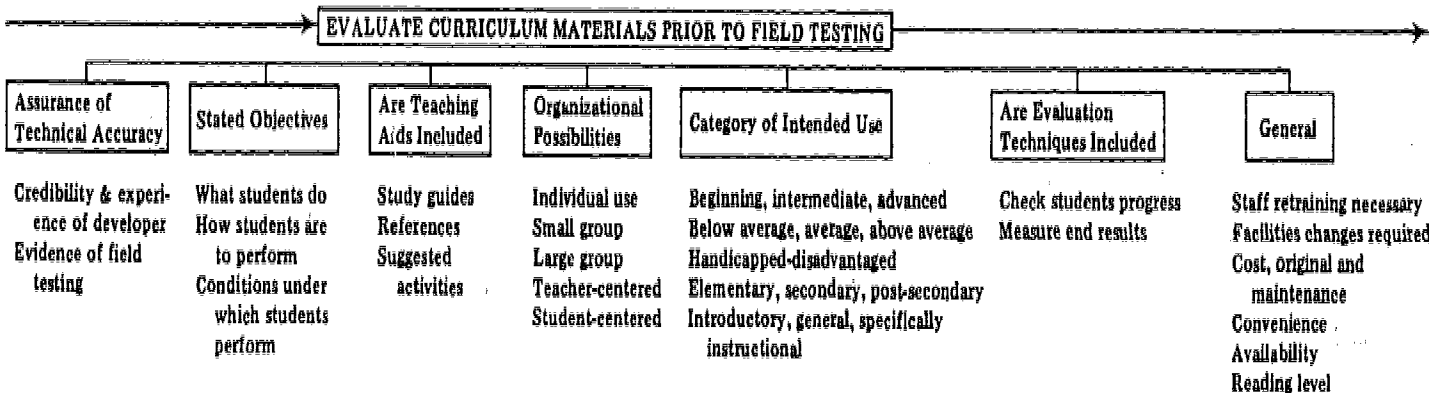 EVALUATE CURRICULUM MATERIALS PRIOR TO FIELD TESTING
Assurance of
Technical Accuracy
Credibility & experi-
ence of developer
Evidence of field
testing
Stated Objectives
What students do
How students are
to perform
Conditions under
which students
perform
Are Teaching
Aids Included
Study guides
References
Suggested
activities
Organizational
Possibilities
Individual use
Small group
Large group
Teacher-centered
Student-centered
Category of Intended Use
Beginning, intermediate, advanced
Below average, average, above average
Handicapped-disadvantaged
Elementary, secondary, post-secondary
Introductory, general, specifically
instructional
Are Evaluation
Techniques Included
Check students progress
Measure end results
General
Staff retraining necessary
Facilities changes required
Cost, original and
maintenance
Convenience
Availability
Reading level